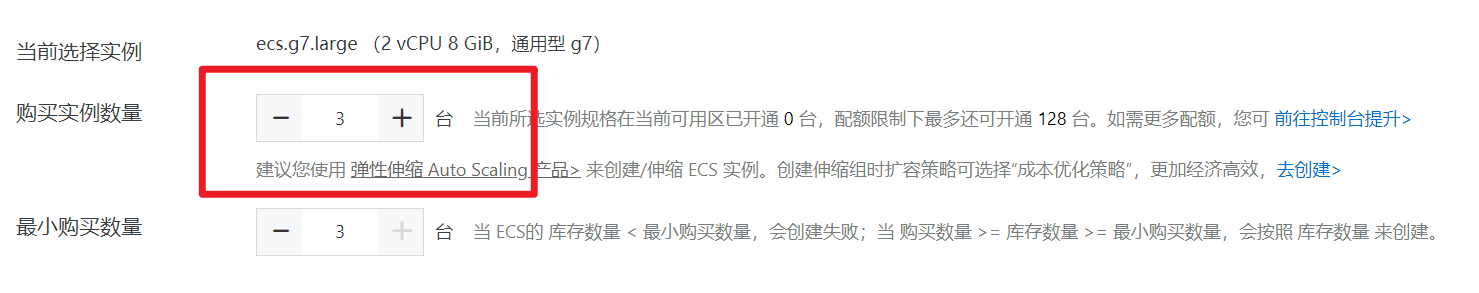 当前选择实例 ecs.g7.large （2 vCPU 8 GiB，通用型 g7）
购买实例数量 − 3 + 台 当前所选实例规格在当前可用区已开通 0 台，配额限制下最多还可开通 128 台。如需更多配额，您可 前往控制台提升>
建议您使用 弹性伸缩 Auto Scaling 产品> 来创建/伸缩 ECS 实例。创建伸缩组时扩容策略可选择“成本优化策略”，更加经济高效，去创建>
最小购买数量 − 3 + 台 当 ECS的 库存数量 < 最小购买数量，会创建失败；当 购买数量 >= 库存数量 >= 最小购买数量，会按照 库存数量 来创建。